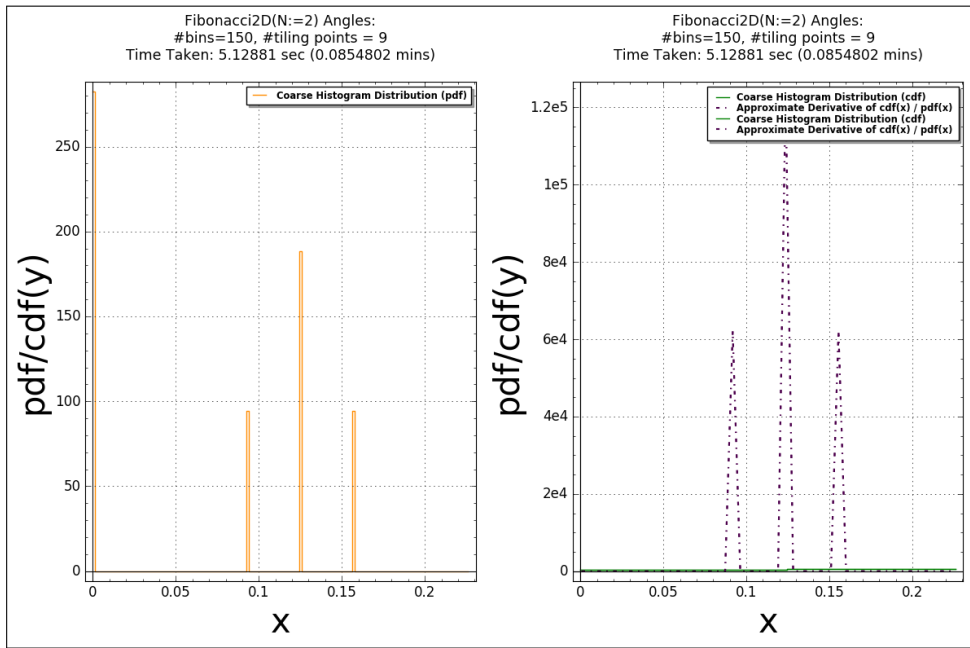 Fibonacci2D(N:=2) Angles:
#bins=150, #tiling points = 9
Time Taken: 5.12881 sec (0.0854802 mins)
Coarse Histogram Distribution (pdf)
250
200
150
100
50
0
pdf/cdf(y)
0
0.05
0.1
0.15
0.2
x
Fibonacci2D(N:=2) Angles:
#bins=150, #tiling points = 9
Time Taken: 5.12881 sec (0.0854802 mins)
Coarse Histogram Distribution (cdf)
Approximate Derivative of cdf(x) / pdf(x)
Coarse Histogram Distribution (cdf)
Approximate Derivative of cdf(x) / pdf(x)
1.2e5
1e5
8e4
6e4
4e4
2e4
0
pdf/cdf(y)
0
0.05
0.1
0.15
0.2
x